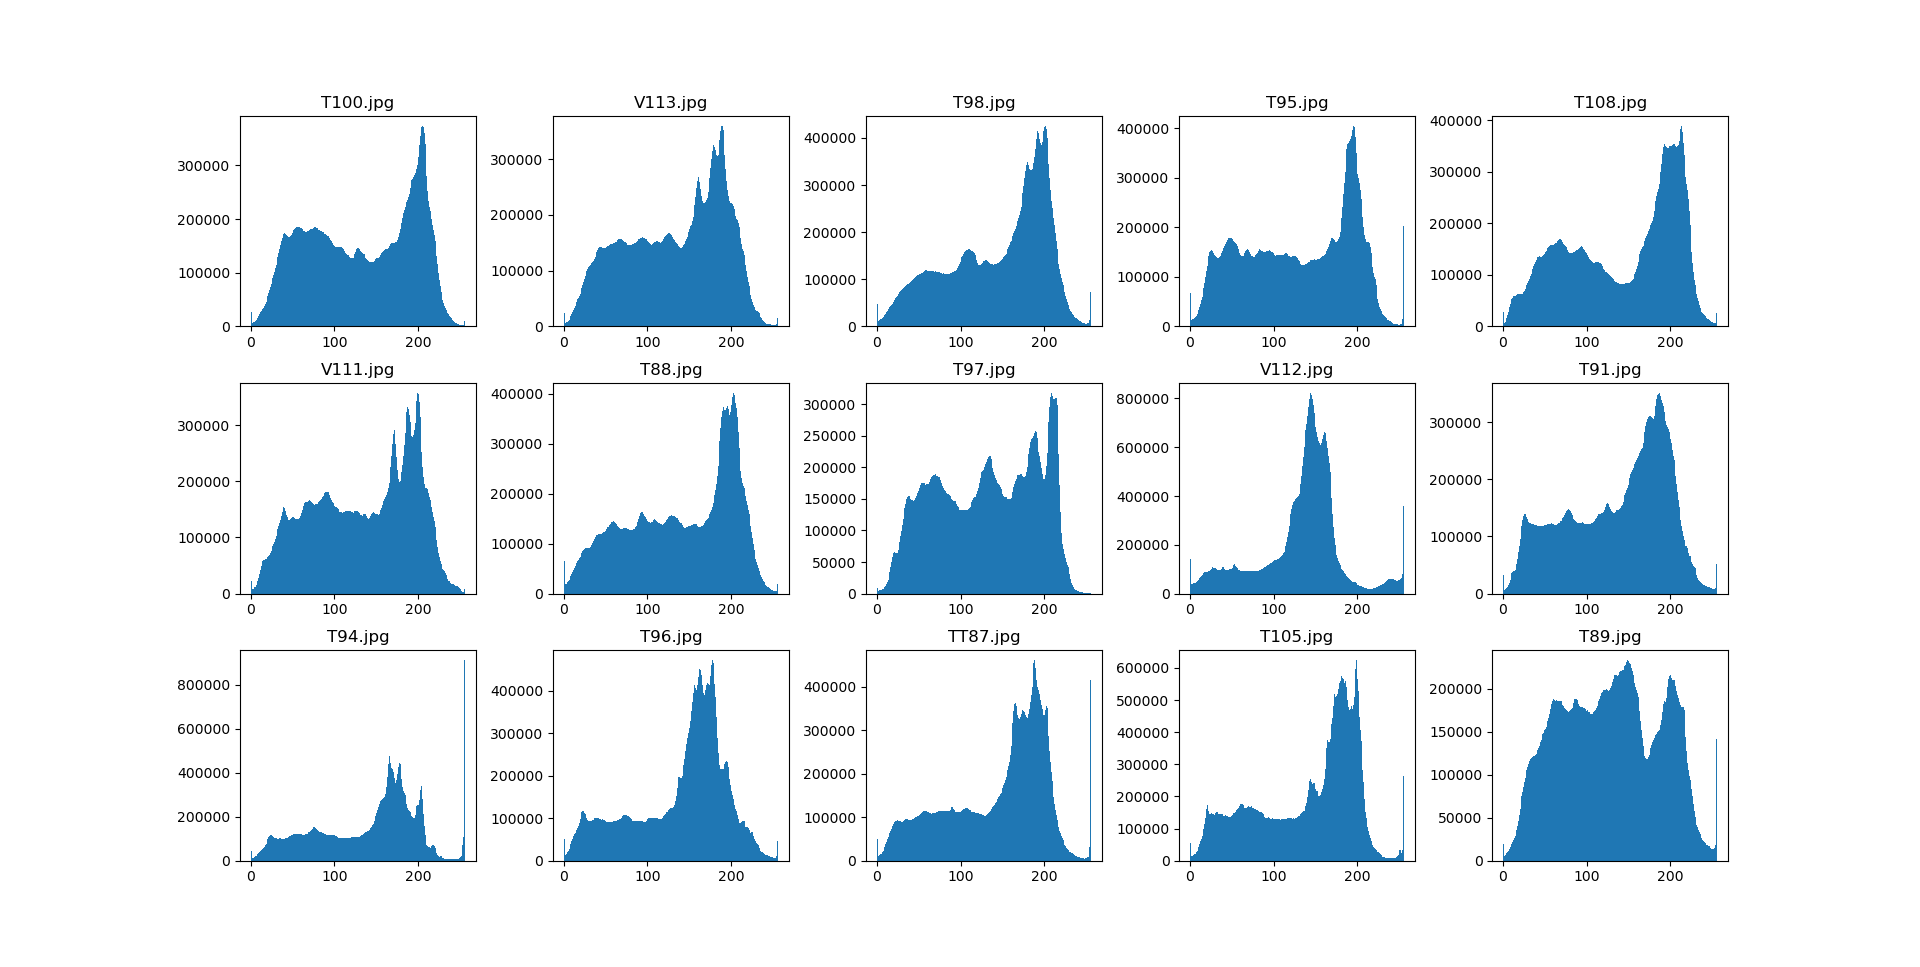 T100.jpg V113.jpg T98.jpg T95.jpg T108.jpg
300000 200000 100000 0
0 100 200
300000 200000 100000 0
0 100 200
400000 300000 200000 100000 0
0 100 200
400000 300000 200000 100000 0
0 100 200
400000 300000 200000 100000 0
0 100 200
V111.jpg T88.jpg T97.jpg V112.jpg T91.jpg
300000 200000 100000 0
0 100 200
400000 300000 200000 100000 0
0 100 200
300000 250000 200000 150000 100000 50000 0
0 100 200
800000 600000 400000 200000 0
0 100 200
300000 200000 100000 0
0 100 200
T94.jpg T96.jpg TT87.jpg T105.jpg T89.jpg
800000 600000 400000 200000 0
0 100 200
400000 300000 200000 100000 0
0 100 200
400000 300000 200000 100000 0
0 100 200
600000 500000 400000 300000 200000 100000 0
0 100 200
200000 150000 100000 50000 0
0 100 200